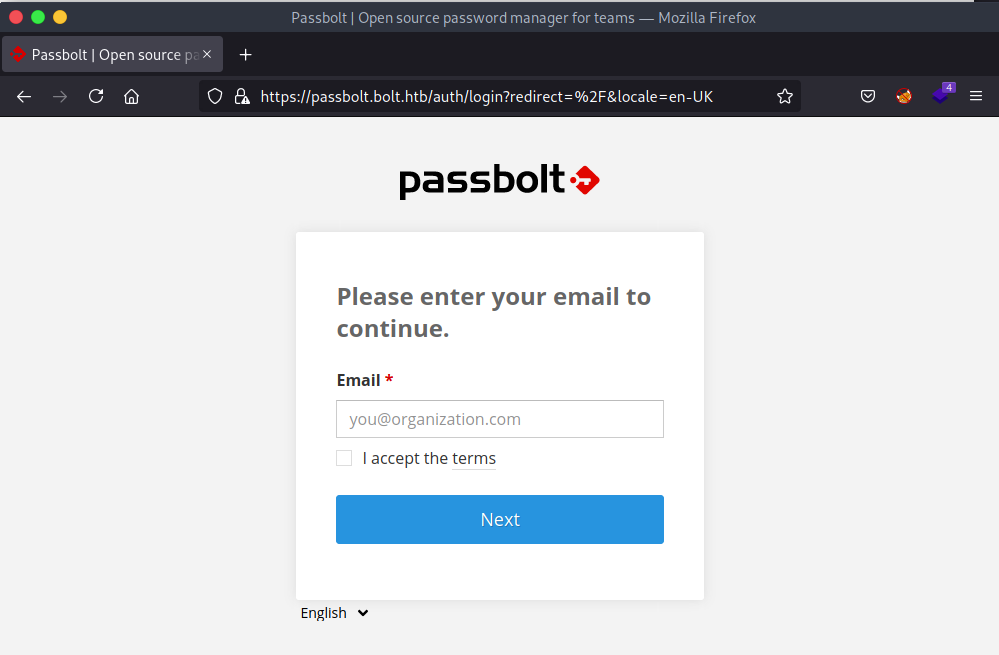 Passbolt | Open source password manager for teams — Mozilla Firefox
Passbolt | Open source pa
https://passbolt.bolt.htb/auth/login?redirect=%2F&locale=en-UK
4
passbolt
Please enter your email to
continue.
Email *
you@organization.com
I accept the terms
Next
English